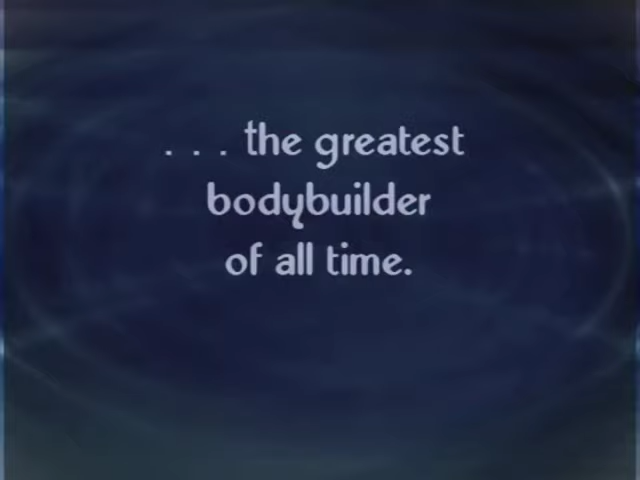 . . . the greatest
bodybuilder
of all time.